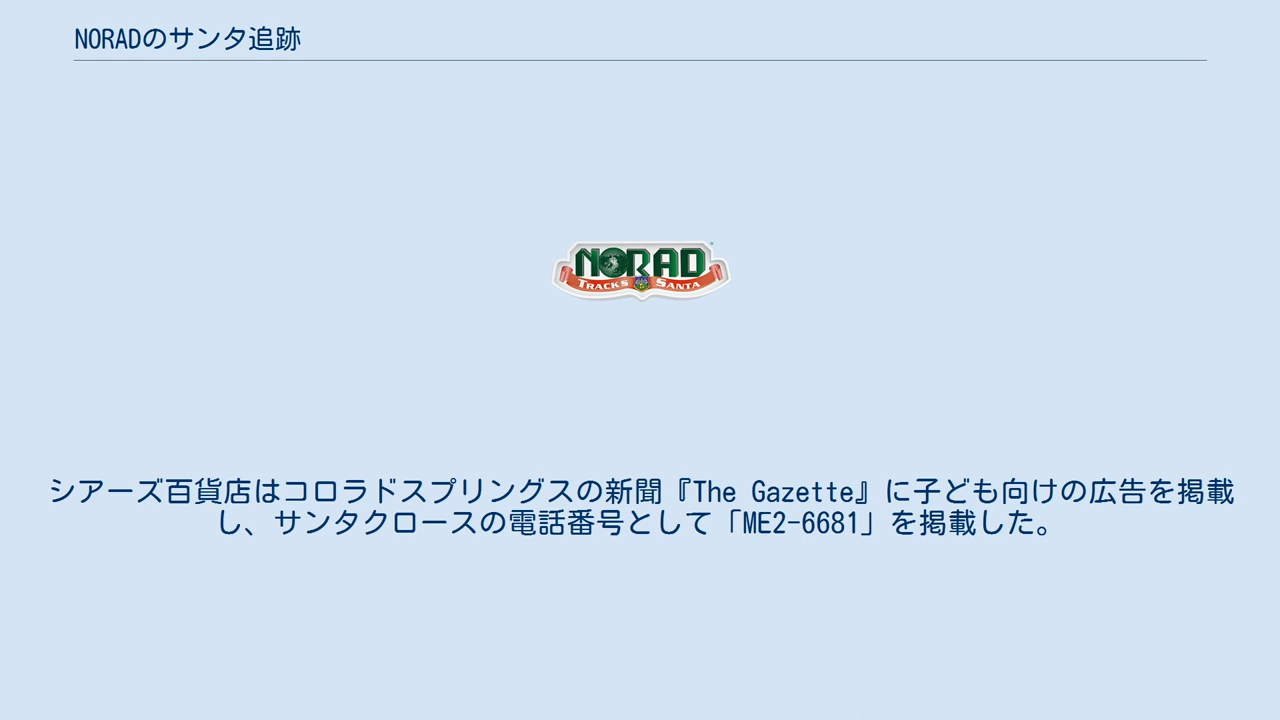 NORADのサンタ追跡
NORAD
TRACKS SANTA
シアーズ百貨店はコロラドスプリングスの新聞『The Gazette』に子ども向けの広告を掲載
し、サンタクロースの電話番号として「ME2-6681」を掲載した。